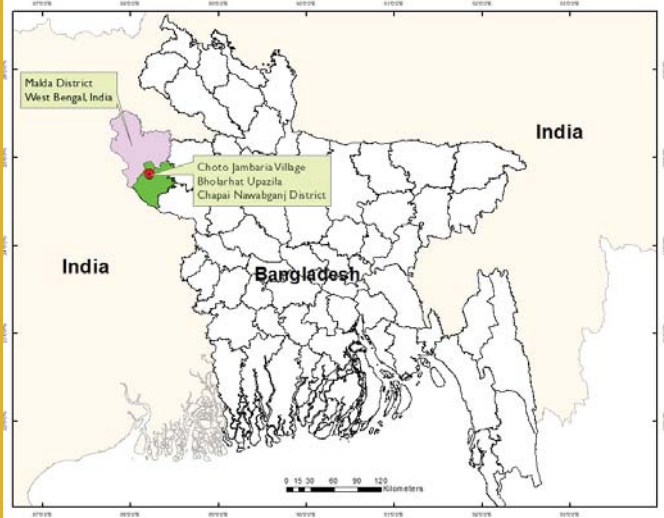 Malda District
West Bengal, India
India
Choto Jambaria Village
Bholarhat Upazila
Chapai Nawabganj District
India
Bangladesh
0 15 30 60 90 120
Kilometers